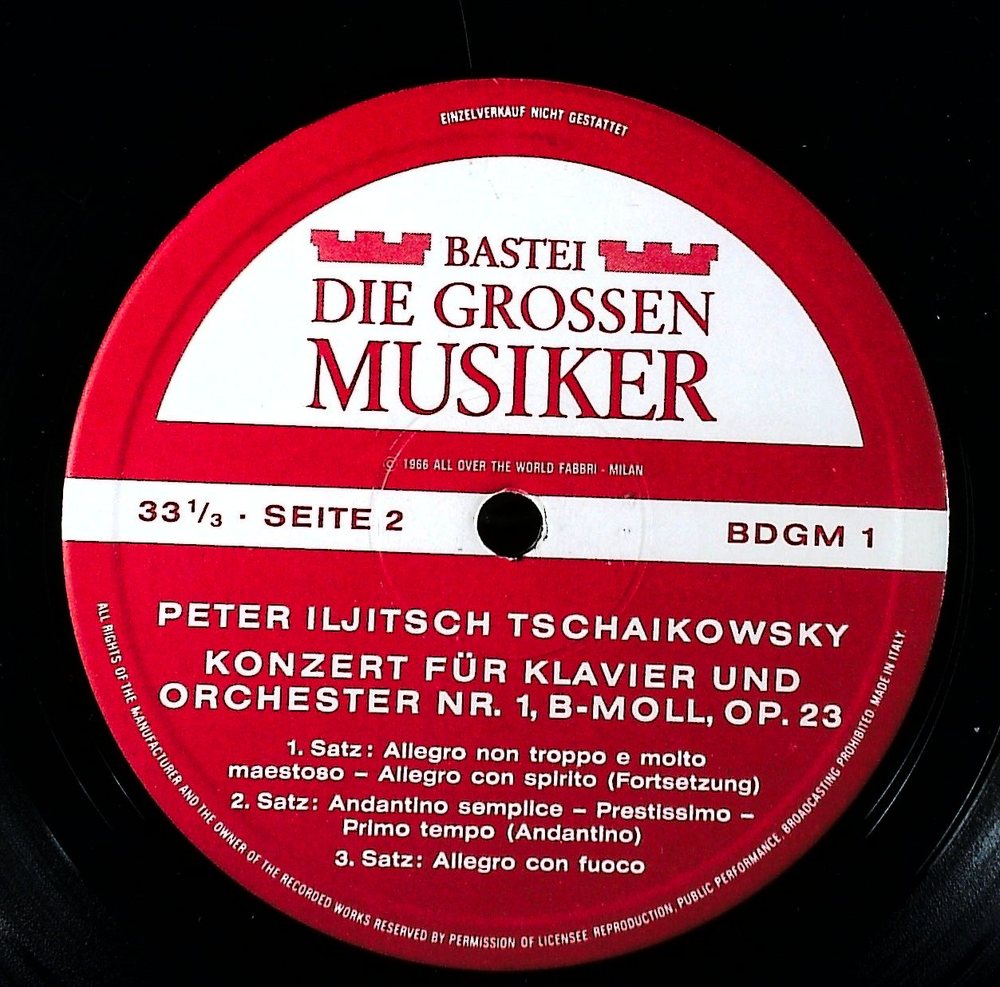 EINZELVERKAUF NICHT GESTATTET
BASTEI
DIE GROSSEN
MUSIKER
© 1966 ALL OVER THE WORLD FABBRI - MILAN
33 1/3 · SEITE 2
BDGM 1
PETER ILJITSCH TSCHAIKOWSKY
KONZERT FÜR KLAVIER UND
ORCHESTER NR. 1, B-MOLL, OP. 23
1. Satz: Allegro non troppo e molto
maestoso – Allegro con spirito (Fortsetzung)
2. Satz: Andantino semplice – Prestissimo –
Primo tempo (Andantino)
3. Satz: Allegro con fuoco
ALL RIGHTS OF THE MANUFACTURER AND THE OWNER OF THE RECORDED WORKS RESERVED BY PERMISSION OF LICENSEE REPRODUCTION, PUBLIC PERFORMANCE, BROADCASTING PROHIBITED. MADE IN ITALY.